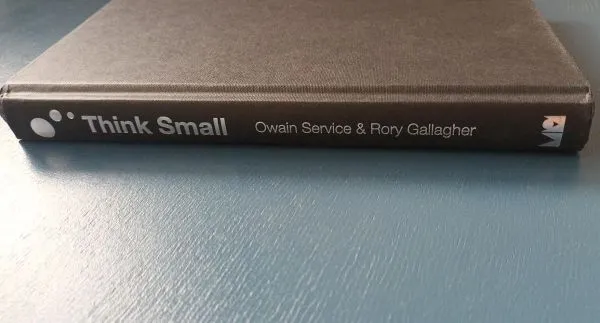 Think Small Owain Service & Rory Gallagher